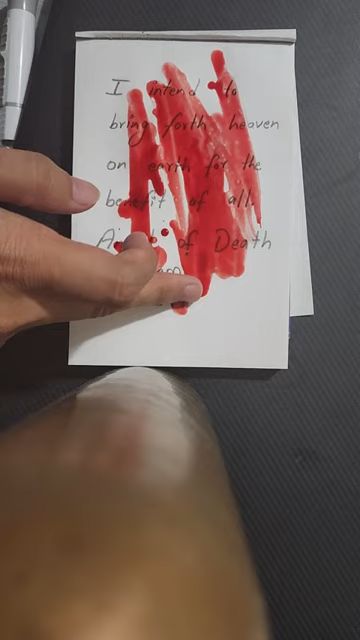 I intend to
bring forth heaven
on earth for the
benefit of all.
of Death